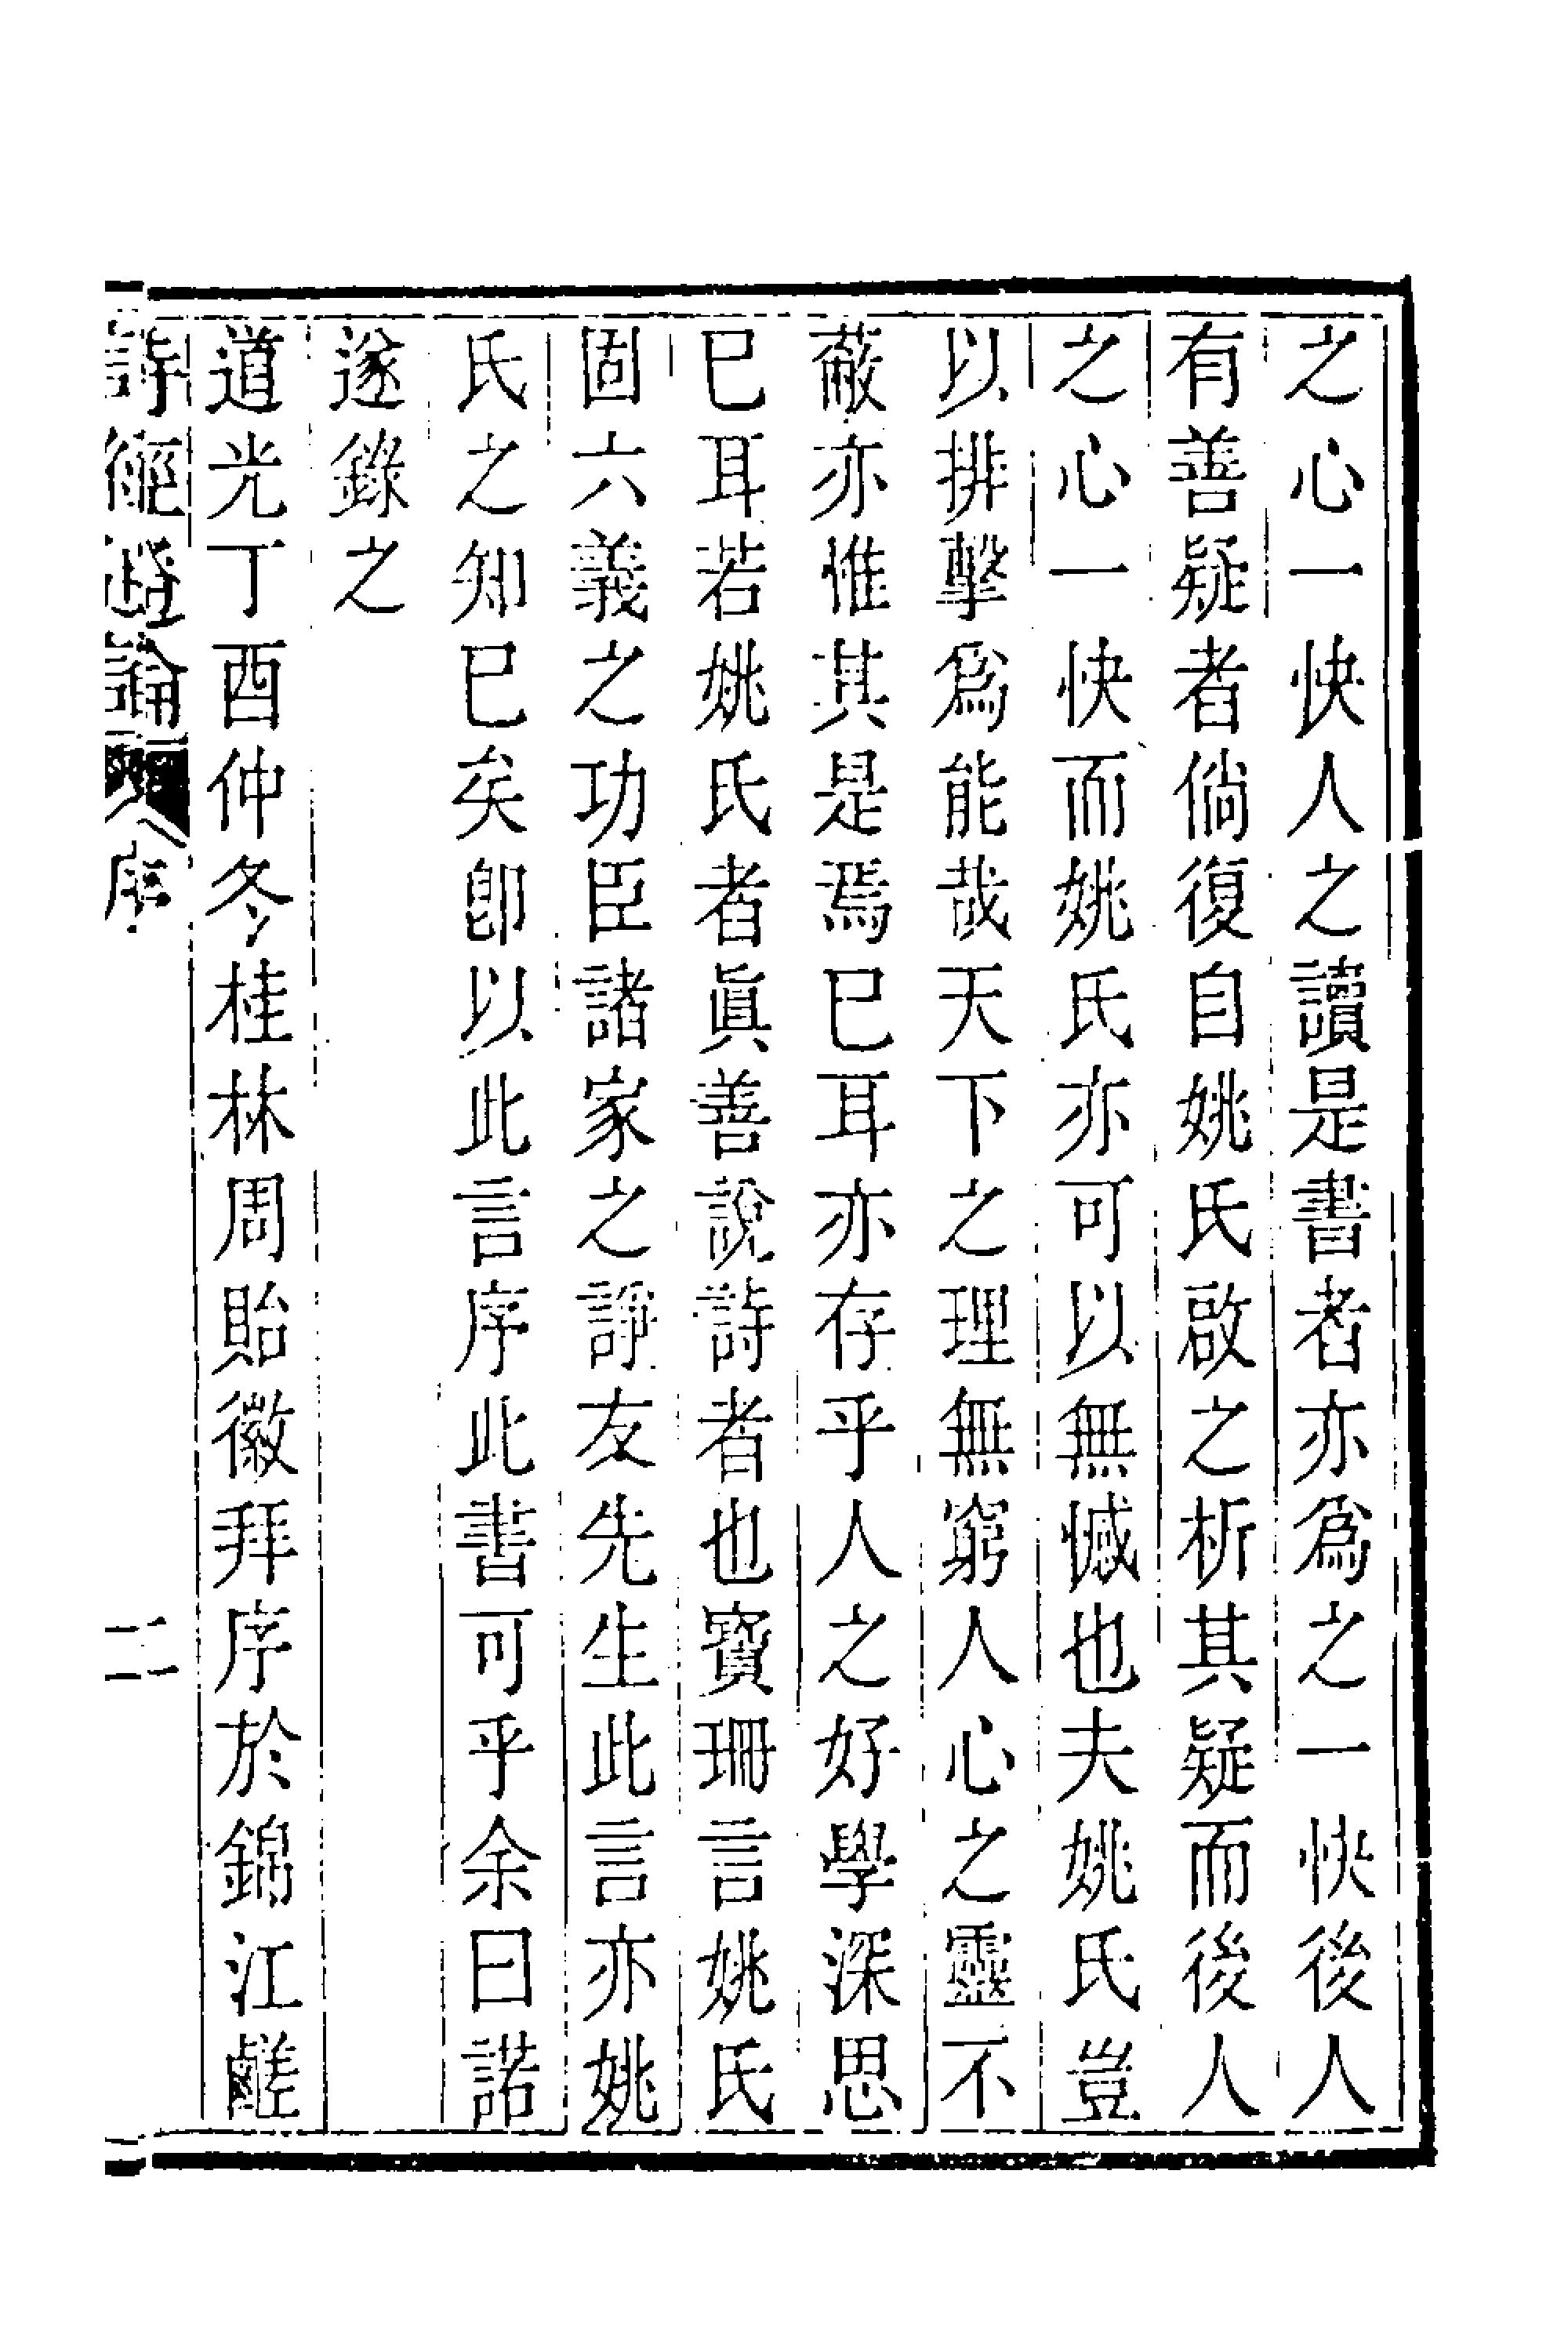 之心一快人之讀是書者亦爲之一快後人
有善疑者倘復自姚氏啟之析其疑而後人
之心一快而姚氏亦可以無憾也夫姚氏豈
以排擊爲能哉天下之理無窮人心之靈不
蔽亦惟其是焉已耳亦存乎人之好學深思
已耳若姚氏者眞善說詩者也寳珊言姚氏
固六義之功臣諸家之諍友先生此言亦姚
氏之知已矣卽以此言序此書可乎余曰諾
遂錄之
道光丁酉仲冬桂林周貽徽拜序於錦江鹺
詩經通論
序
二